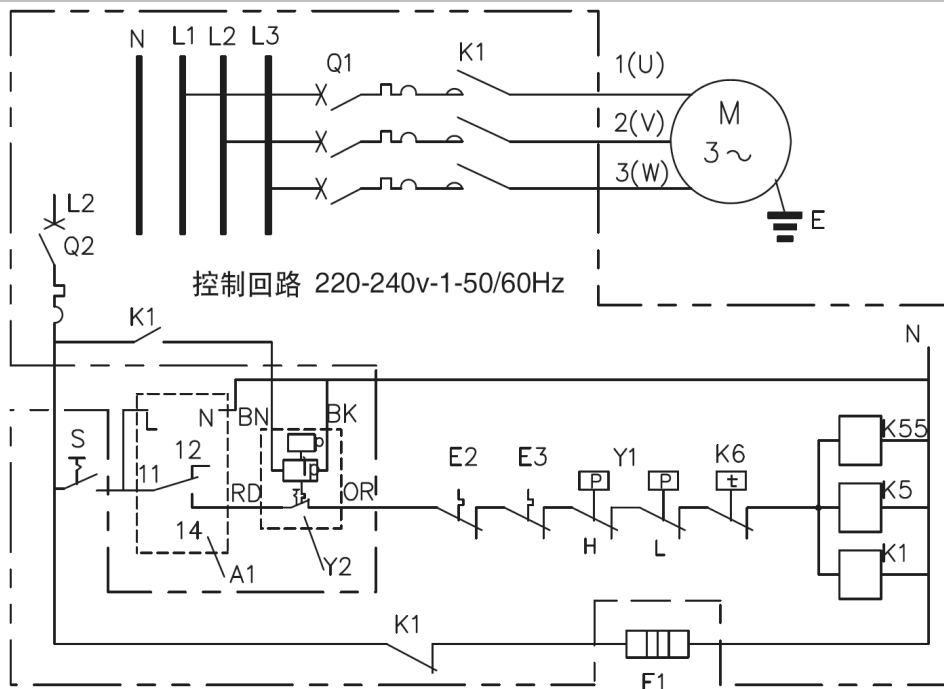 N L1 L2 L3
Q1
K1
1(U)
2(V)
3(W)
M
3~
E
L2
Q2
控制回路 220-240v-1-50/60Hz
K1
N
L
N
BN
BK
S
12
11
14
RD
OR
A1
Y2
E2
E3
Y1
K6
P
P
t
H
L
K55
K5
K1
K1
E1